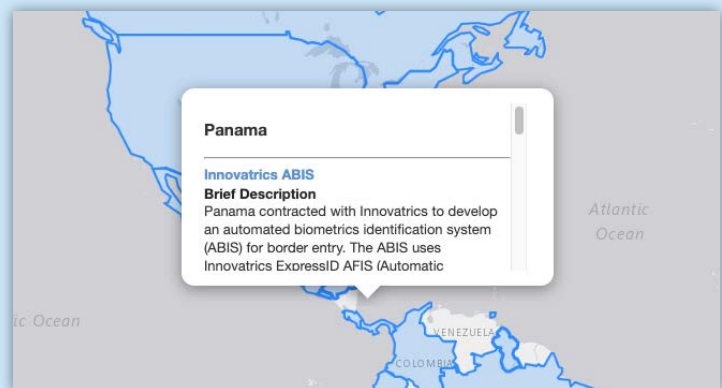 Panama
Innovatrics ABIS
Brief Description
Panama contracted with Innovatrics to develop
an automated biometrics identification system
(ABIS) for border entry. The ABIS uses
Innovatrics ExpressID AFIS (Automatic
Atlantic
Ocean
ic Ocean
VENEZUELA
COLOMBIA